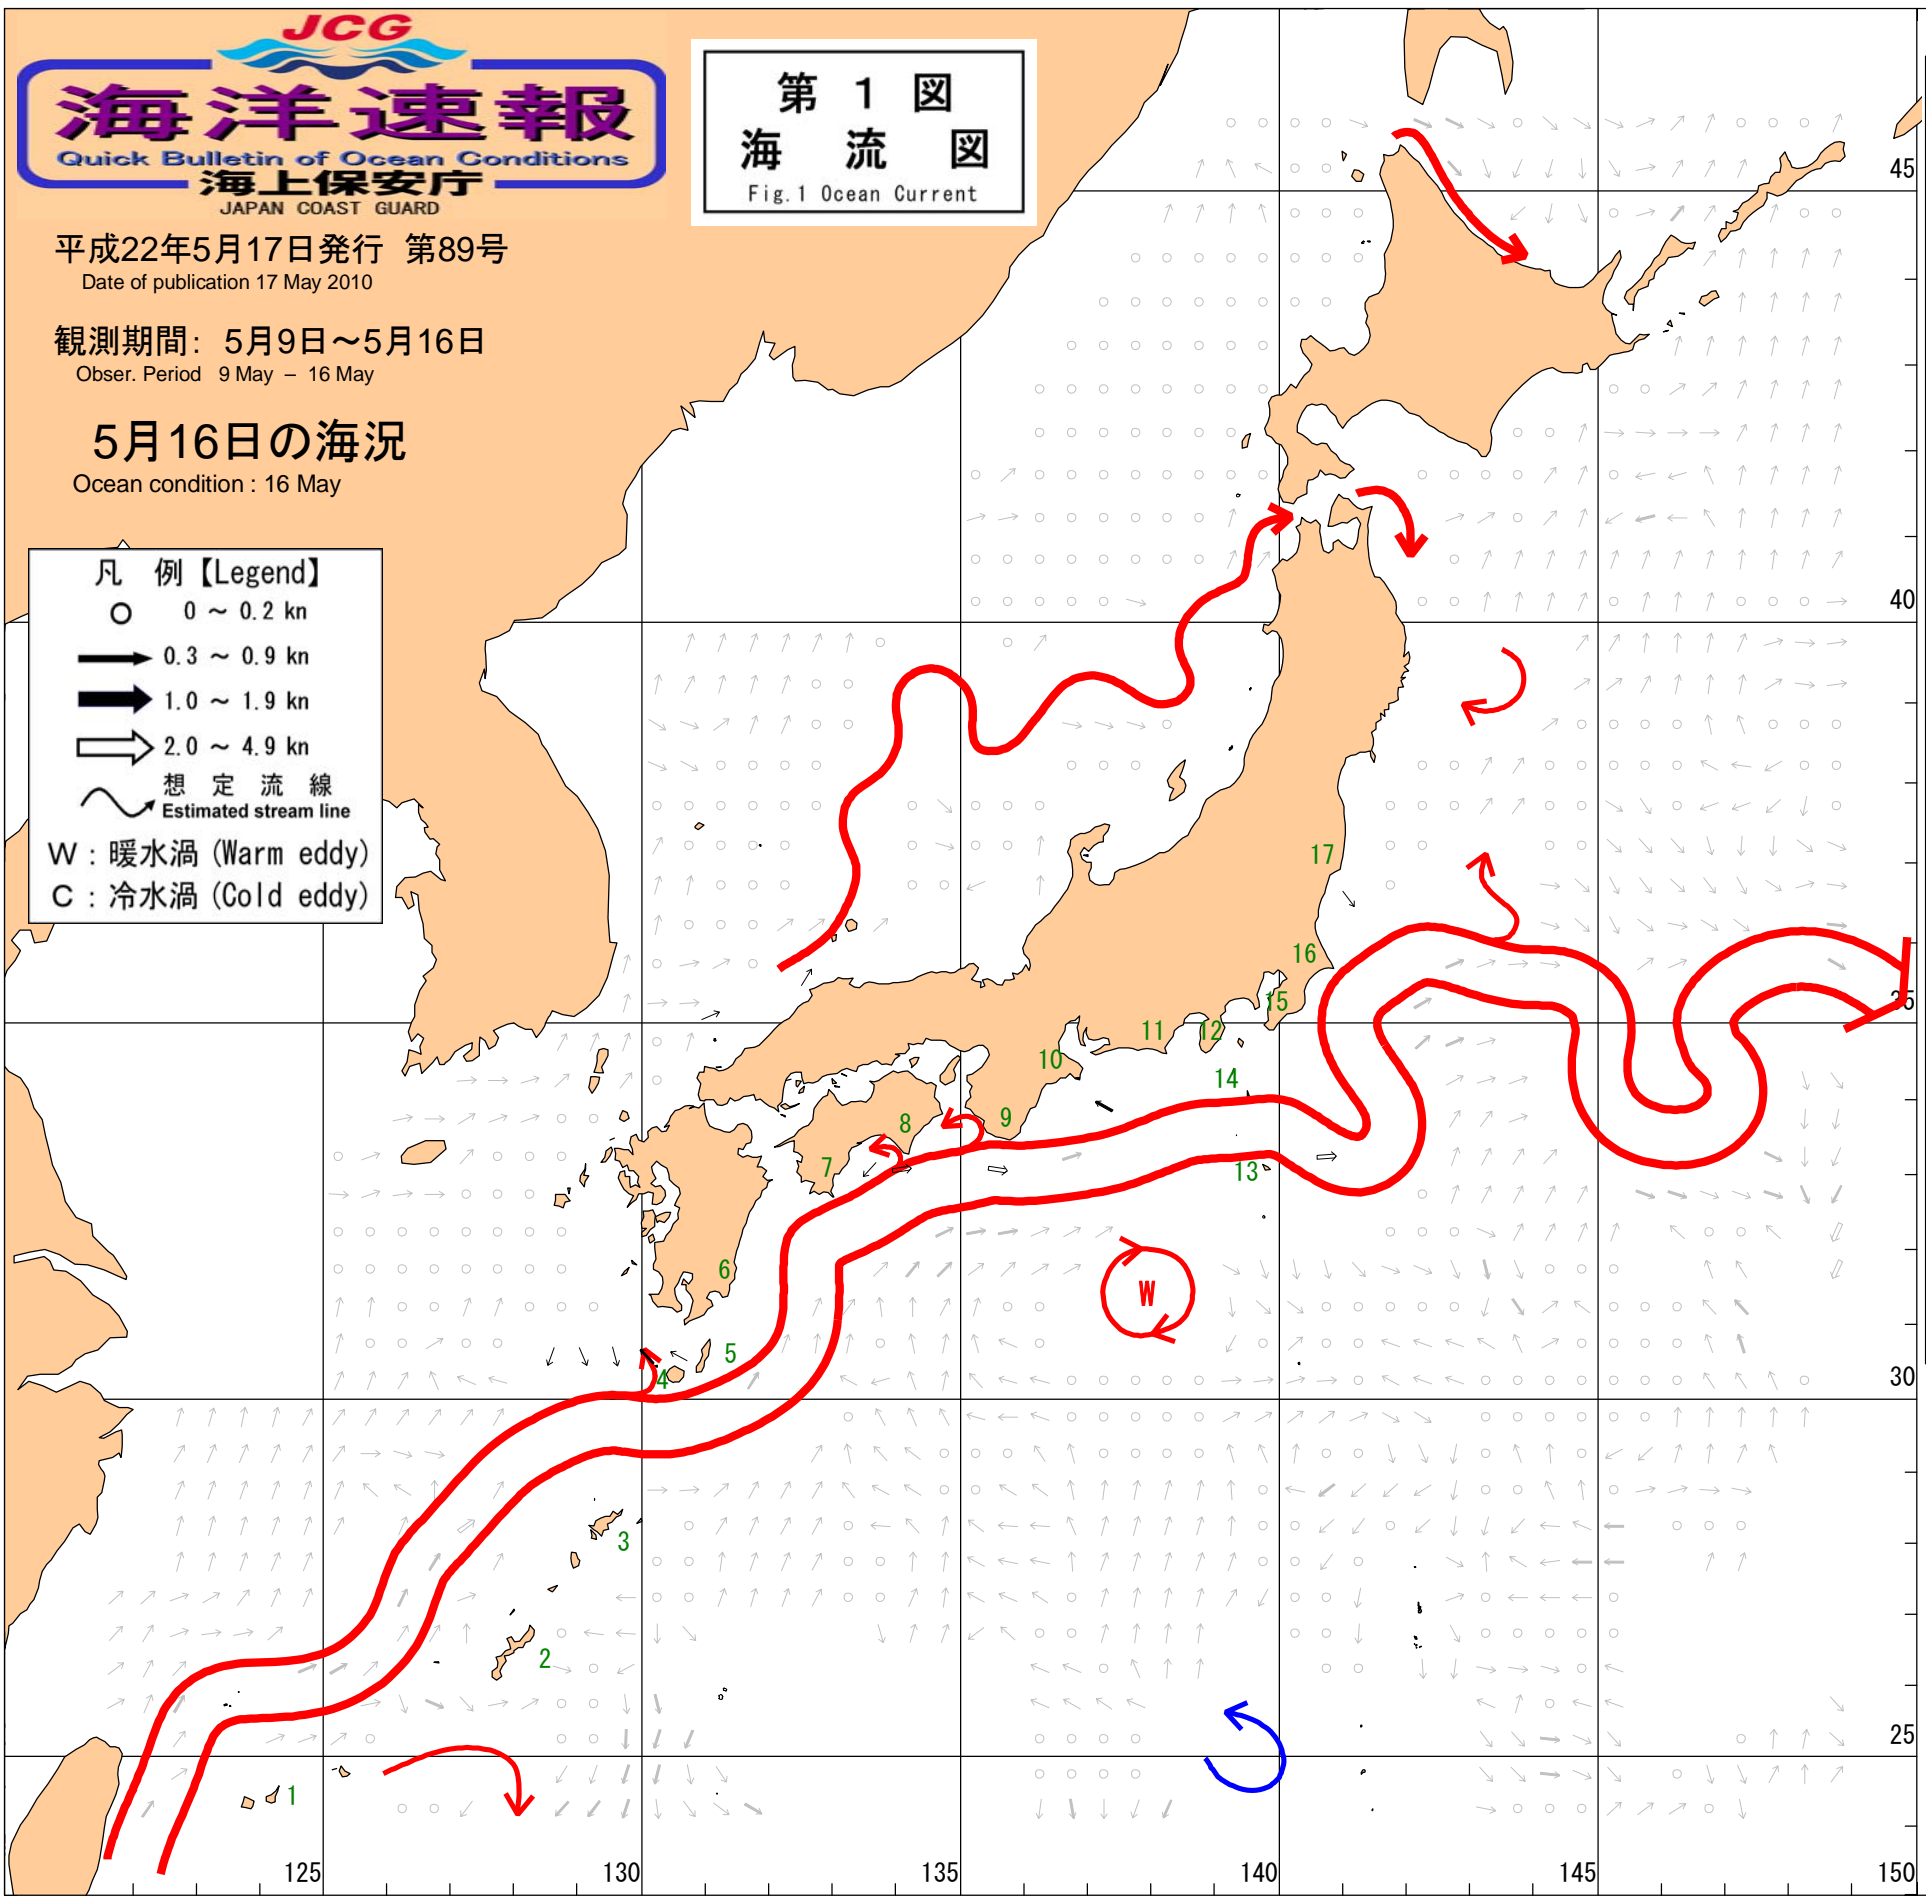 JCG
海洋速報
Quick Bulletin of Ocean Conditions
海上保安庁
JAPAN COAST GUARD
第 1 図
海 流 図
Fig.1 Ocean Current
平成22年5月17日発行 第89号
Date of publication 17 May 2010
観測期間: 5月9日～5月16日
Obser. Period 9 May – 16 May
5月16日の海況
Ocean condition : 16 May
凡 例【Legend】
0 ～ 0.2 kn
0.3 ～ 0.9 kn
1.0 ～ 1.9 kn
2.0 ～ 4.9 kn
想 定 流 線
Estimated stream line
W : 暖水渦 (Warm eddy)
C : 冷水渦 (Cold eddy)
45
40
35
30
25
17
16
15
12
11
10
14
9
8
7
13
W
6
5
4
3
2
1
125
130
135
140
145
150